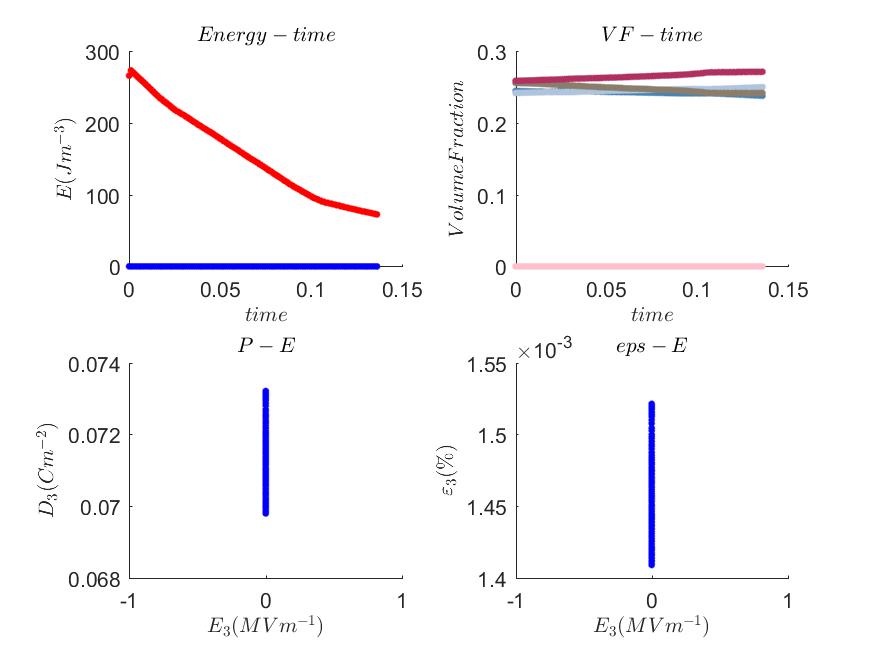 Energy − time
300
200
100
0
E(Jm⁻³)
0
0.05
0.1
0.15
time
VF − time
0.3
0.2
0.1
0
VolumeFraction
0
0.05
0.1
0.15
time
P − E
0.074
0.072
0.07
0.068
D₃(Cm⁻²)
-1
0
1
E₃(MVm⁻¹)
×10⁻³
eps − E
1.55
1.5
1.45
1.4
ε₃(%)
-1
0
1
E₃(MVm⁻¹)